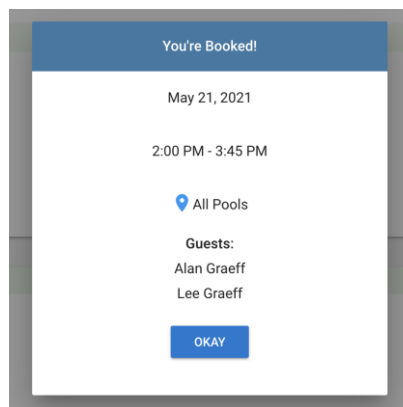 You're Booked!
May 21, 2021
2:00 PM - 3:45 PM
All Pools
Guests:
Alan Graeff
Lee Graeff
OKAY